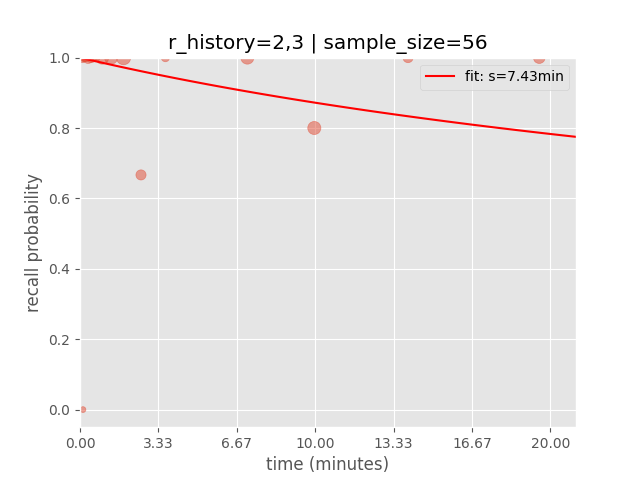 r_history=2,3 | sample_size=56
fit: s=7.43min
recall probability
1.0
0.8
0.6
0.4
0.2
0.0
0.00 3.33 6.67 10.00 13.33 16.67 20.00
time (minutes)